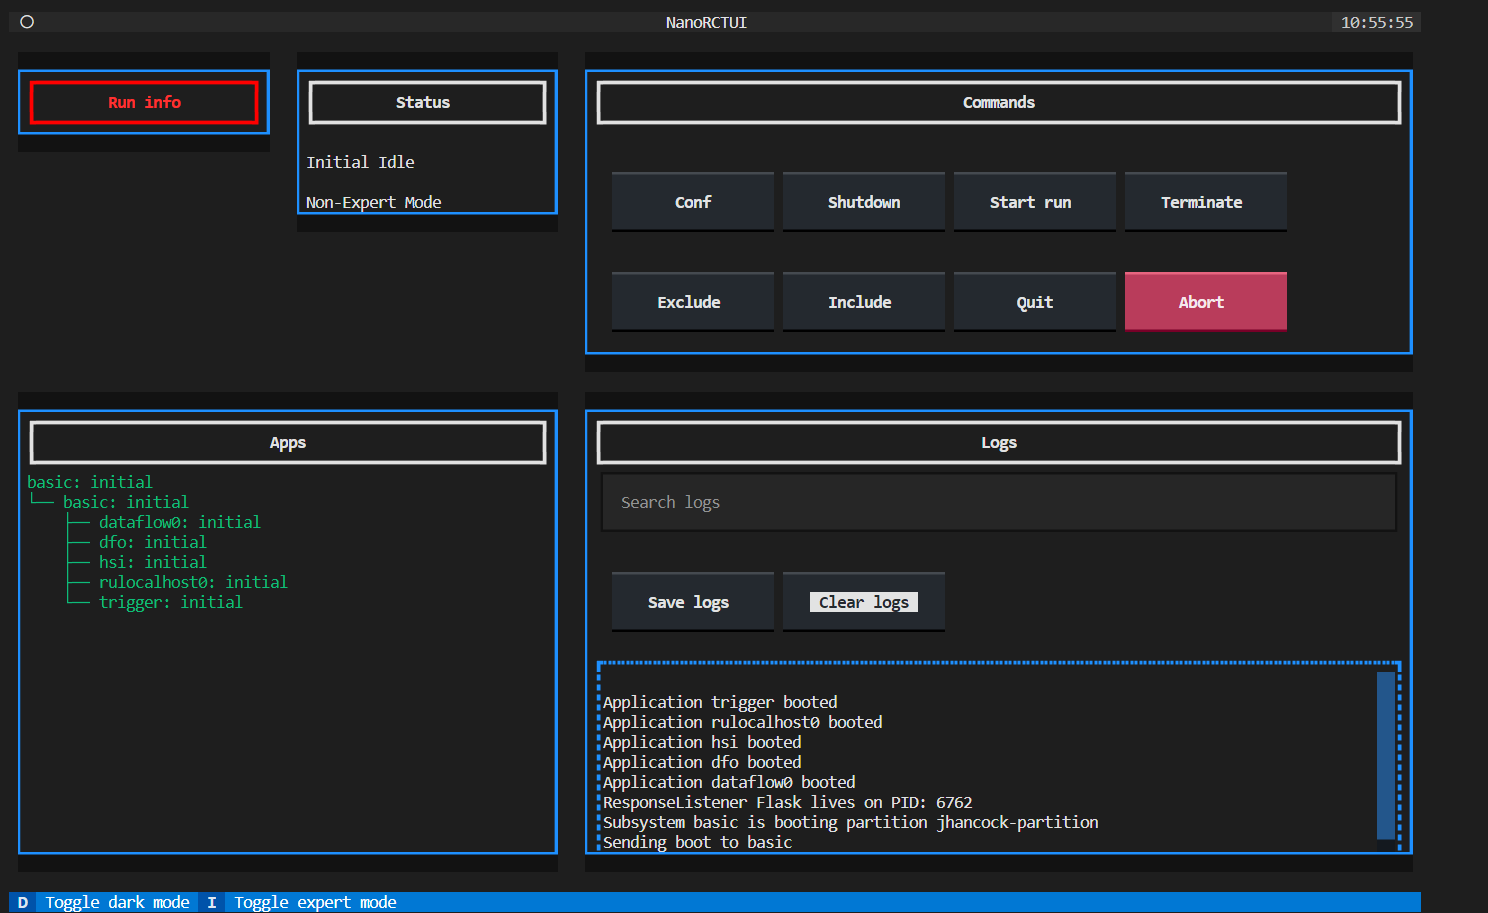 NanoRCTUI
10:55:55
Run info
Status
Initial Idle
Non-Expert Mode
Commands
Conf
Shutdown
Start run
Terminate
Exclude
Include
Quit
Abort
Apps
basic: initial
basic: initial
dataflow0: initial
dfo: initial
hsi: initial
rulocalhost0: initial
trigger: initial
Logs
Search logs
Save logs
Clear logs
Application trigger booted
Application rulocalhost0 booted
Application hsi booted
Application dfo booted
Application dataflow0 booted
ResponseListener Flask lives on PID: 6762
Subsystem basic is booting partition jhancock-partition
Sending boot to basic
D Toggle dark mode I Toggle expert mode